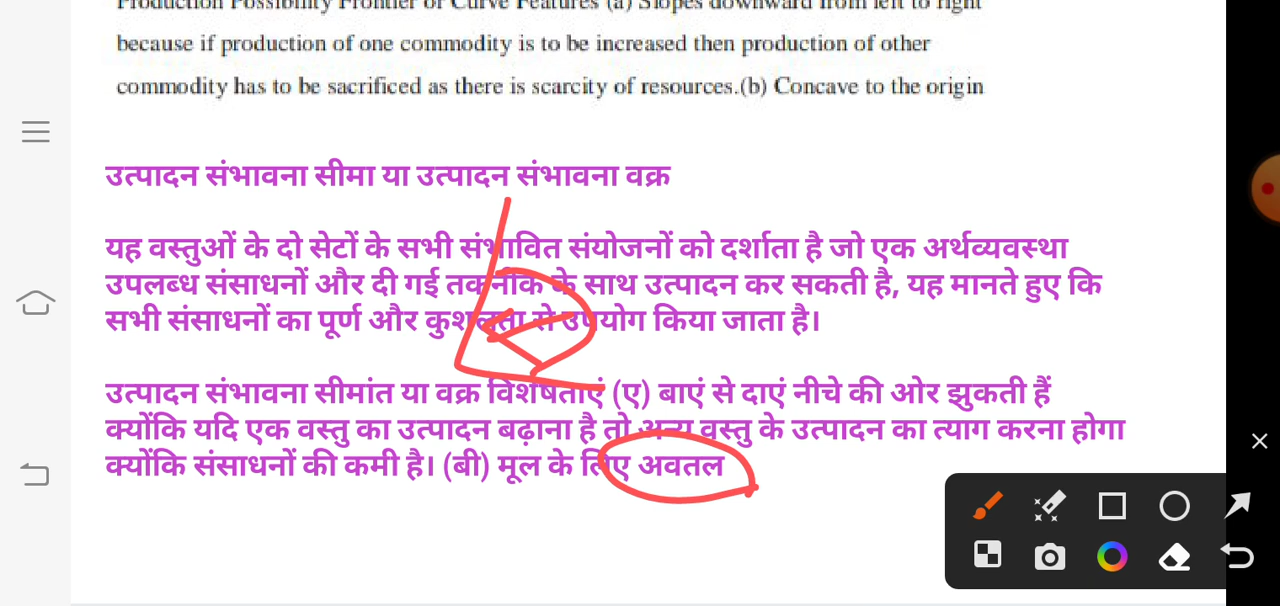 Production Possibility Frontier or Curve Features (a) Slopes downward from left to right
because if production of one commodity is to be increased then production of other
commodity has to be sacrificed as there is scarcity of resources.(b) Concave to the origin
उत्पादन संभावना सीमा या उत्पादन संभावना वक्र
यह वस्तुओं के दो सेटों के सभी संभावित संयोजनों को दर्शाता है जो एक अर्थव्यवस्था
उपलब्ध संसाधनों और दी गई तकनीक के साथ उत्पादन कर सकती है, यह मानते हुए कि
सभी संसाधनों का पूर्ण और कुशलता से उपयोग किया जाता है।
उत्पादन संभावना सीमांत या वक्र विशेषताएं (ए) बाएं से दाएं नीचे की ओर झुकती हैं
क्योंकि यदि एक वस्तु का उत्पादन बढ़ाना है तो अन्य वस्तु के उत्पादन का त्याग करना होगा
क्योंकि संसाधनों की कमी है। (बी) मूल के लिए अवतल